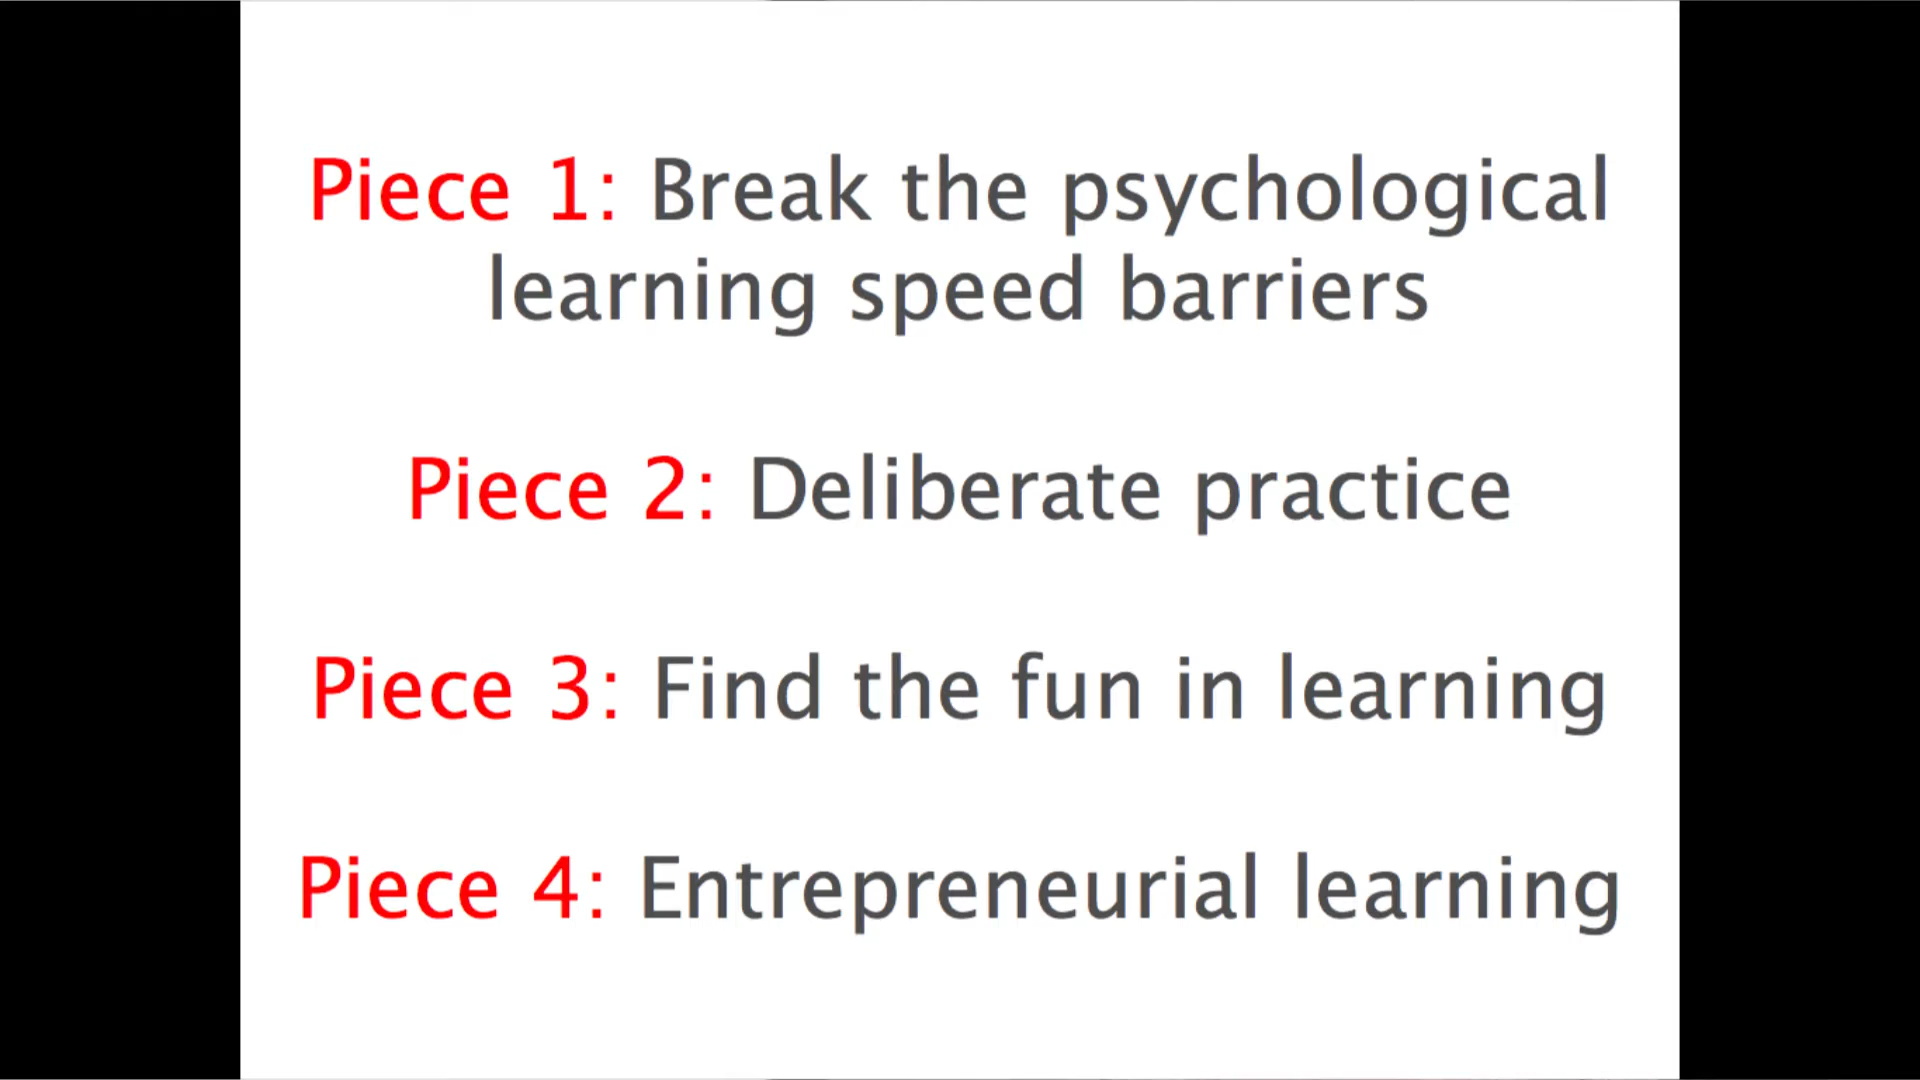 Piece 1: Break the psychological
learning speed barriers
Piece 2: Deliberate practice
Piece 3: Find the fun in learning
Piece 4: Entrepreneurial learning